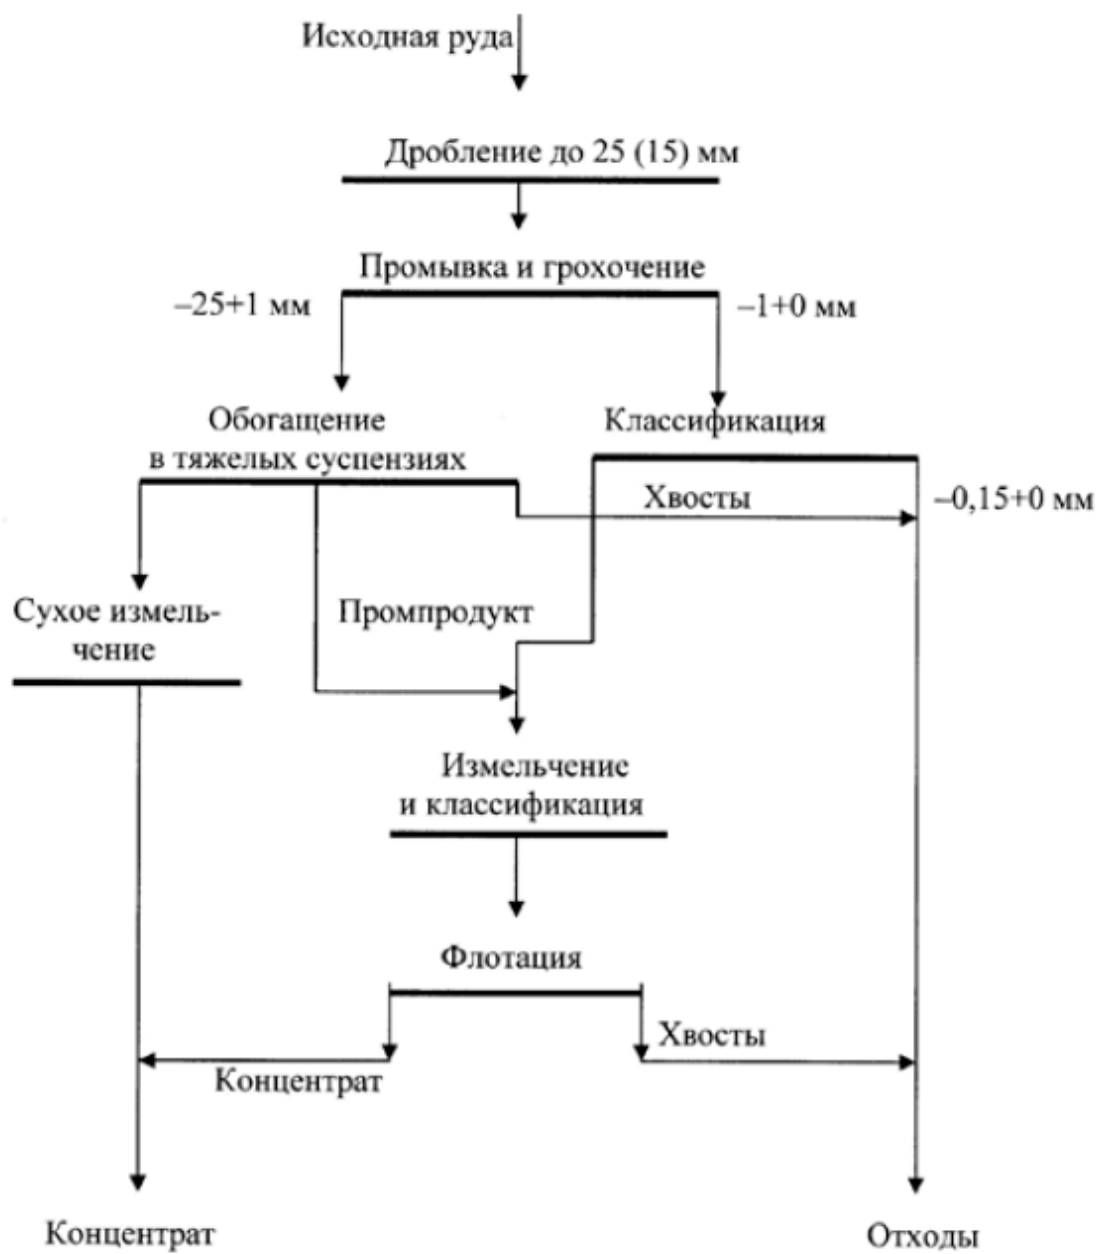 Исходная руда
Дробление до 25 (15) мм
Промывка и грохочение
–25+1 мм
–1+0 мм
Обогащение
в тяжелых суспензиях
Классификация
Хвосты
–0,15+0 мм
Сухое измель-
чение
Промпродукт
Измельчение
и классификация
Флотация
Хвосты
Концентрат
Концентрат
Отходы